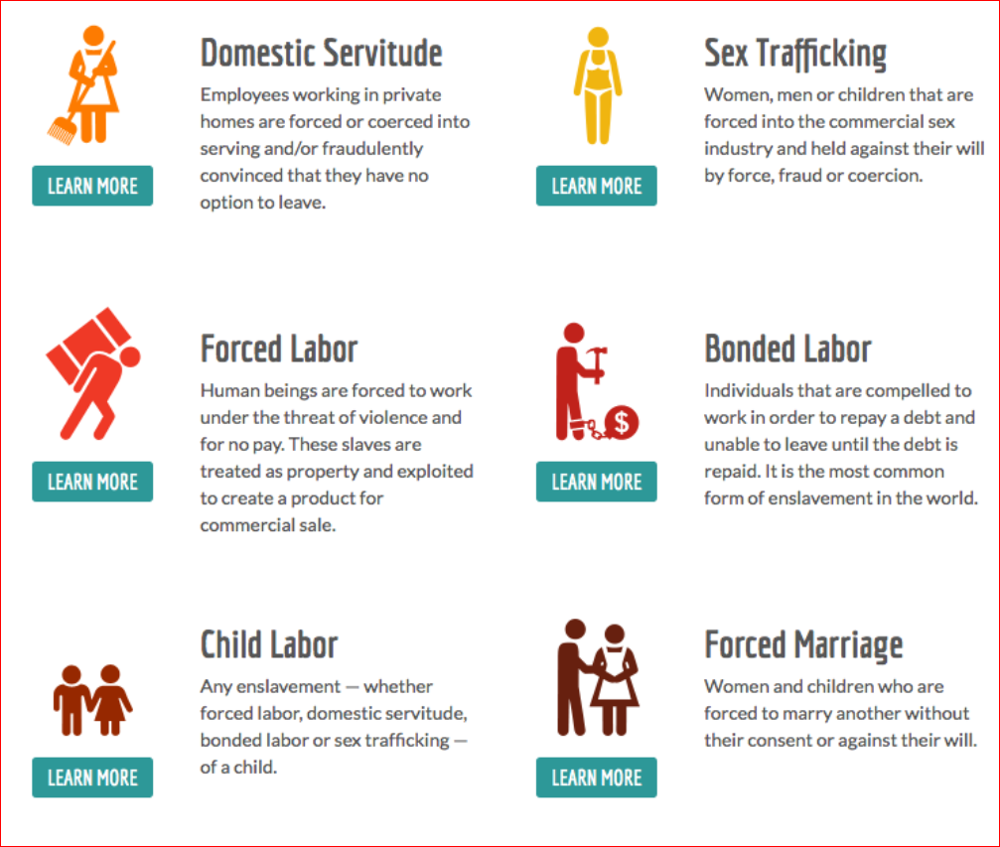 Domestic Servitude
Employees working in private
homes are forced or coerced into
serving and/or fraudulently
convinced that they have no
option to leave.
LEARN MORE
Sex Trafficking
Women, men or children that are
forced into the commercial sex
industry and held against their will
by force, fraud or coercion.
LEARN MORE
Forced Labor
Human beings are forced to work
under the threat of violence and
for no pay. These slaves are
treated as property and exploited
to create a product for
commercial sale.
LEARN MORE
Bonded Labor
Individuals that are compelled to
work in order to repay a debt and
unable to leave until the debt is
repaid. It is the most common
form of enslavement in the world.
$
LEARN MORE
Child Labor
Any enslavement — whether
forced labor, domestic servitude,
bonded labor or sex trafficking —
of a child.
LEARN MORE
Forced Marriage
Women and children who are
forced to marry another without
their consent or against their will.
LEARN MORE